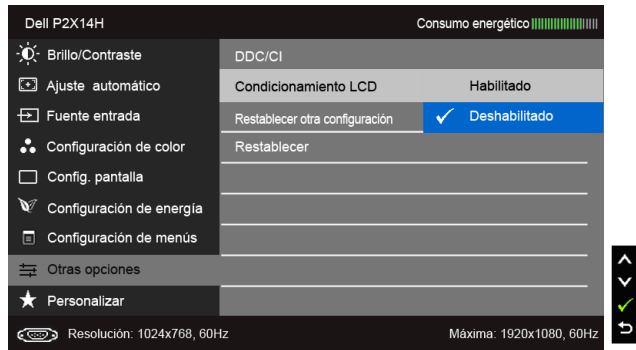 Dell P2X14H Consumo energético
Brillo/Contraste DDC/CI
Ajuste automático Condicionamiento LCD Habilitado
Fuente entrada Restablecer otra configuración Deshabilitado
Configuración de color Restablecer
Config. pantalla
Configuración de energía
Configuración de menús
Otras opciones
Personalizar
Resolución: 1024x768, 60Hz Máxima: 1920x1080, 60Hz